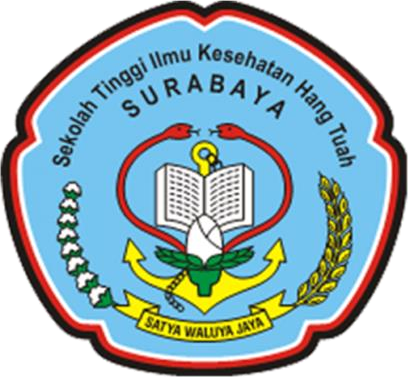 Sekolah Tinggi Ilmu Kesehatan Hang Tuah
SURABAYA
SATYA WALUYA JAYA